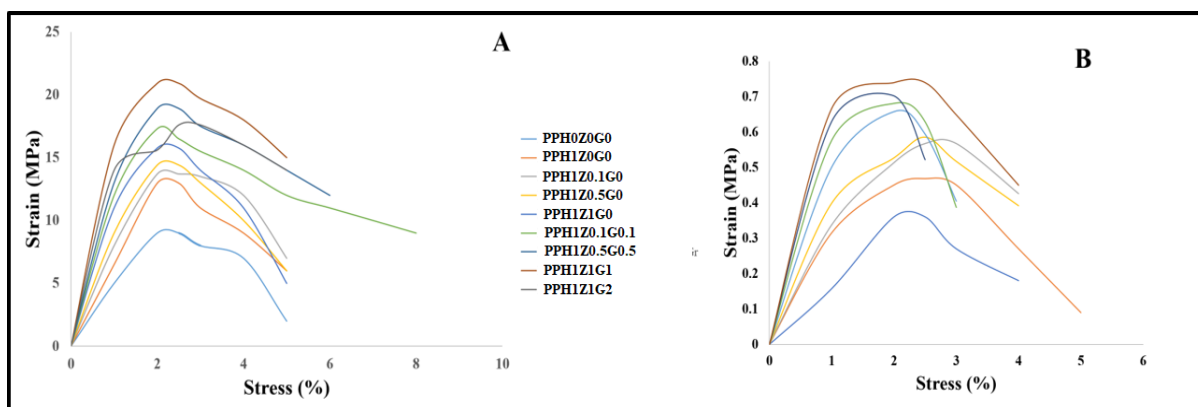 A
25
20
15
10
5
0
Strain (MPa)
0 2 4 6 8 10
Stress (%)
PPH0Z0G0
PPH1Z0G0
PPH1Z0.1G0
PPH1Z0.5G0
PPH1Z1G0
PPH1Z0.1G0.1
PPH1Z0.5G0.5
PPH1Z1G1
PPH1Z1G2
B
0.8
0.7
0.6
0.5
0.4
0.3
0.2
0.1
0
Strain (MPa)
0 1 2 3 4 5 6
Stress (%)